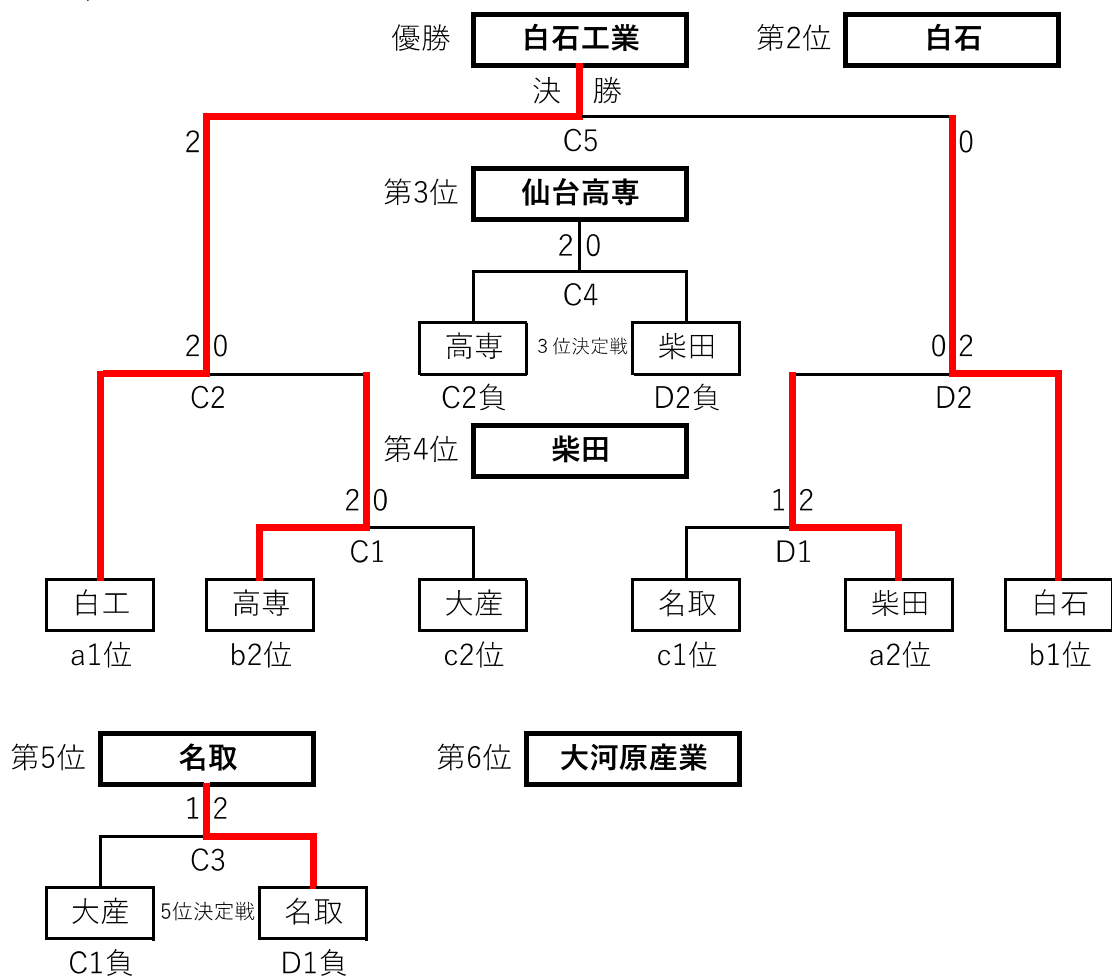 優勝 白石工業 第2位 白石
決 勝
2 C5 0
第3位 仙台高専
2 0
C4
高専 3位決定戦 柴田
C2負 D2負
2 0 0 2
C2 D2
第4位 柴田
2 0 1 2
C1 D1
白工 高専 大産 名取 柴田 白石
a1位 b2位 c2位 c1位 a2位 b1位
第5位 名取 第6位 大河原産業
1 2
C3
大産 5位決定戦 名取
C1負 D1負